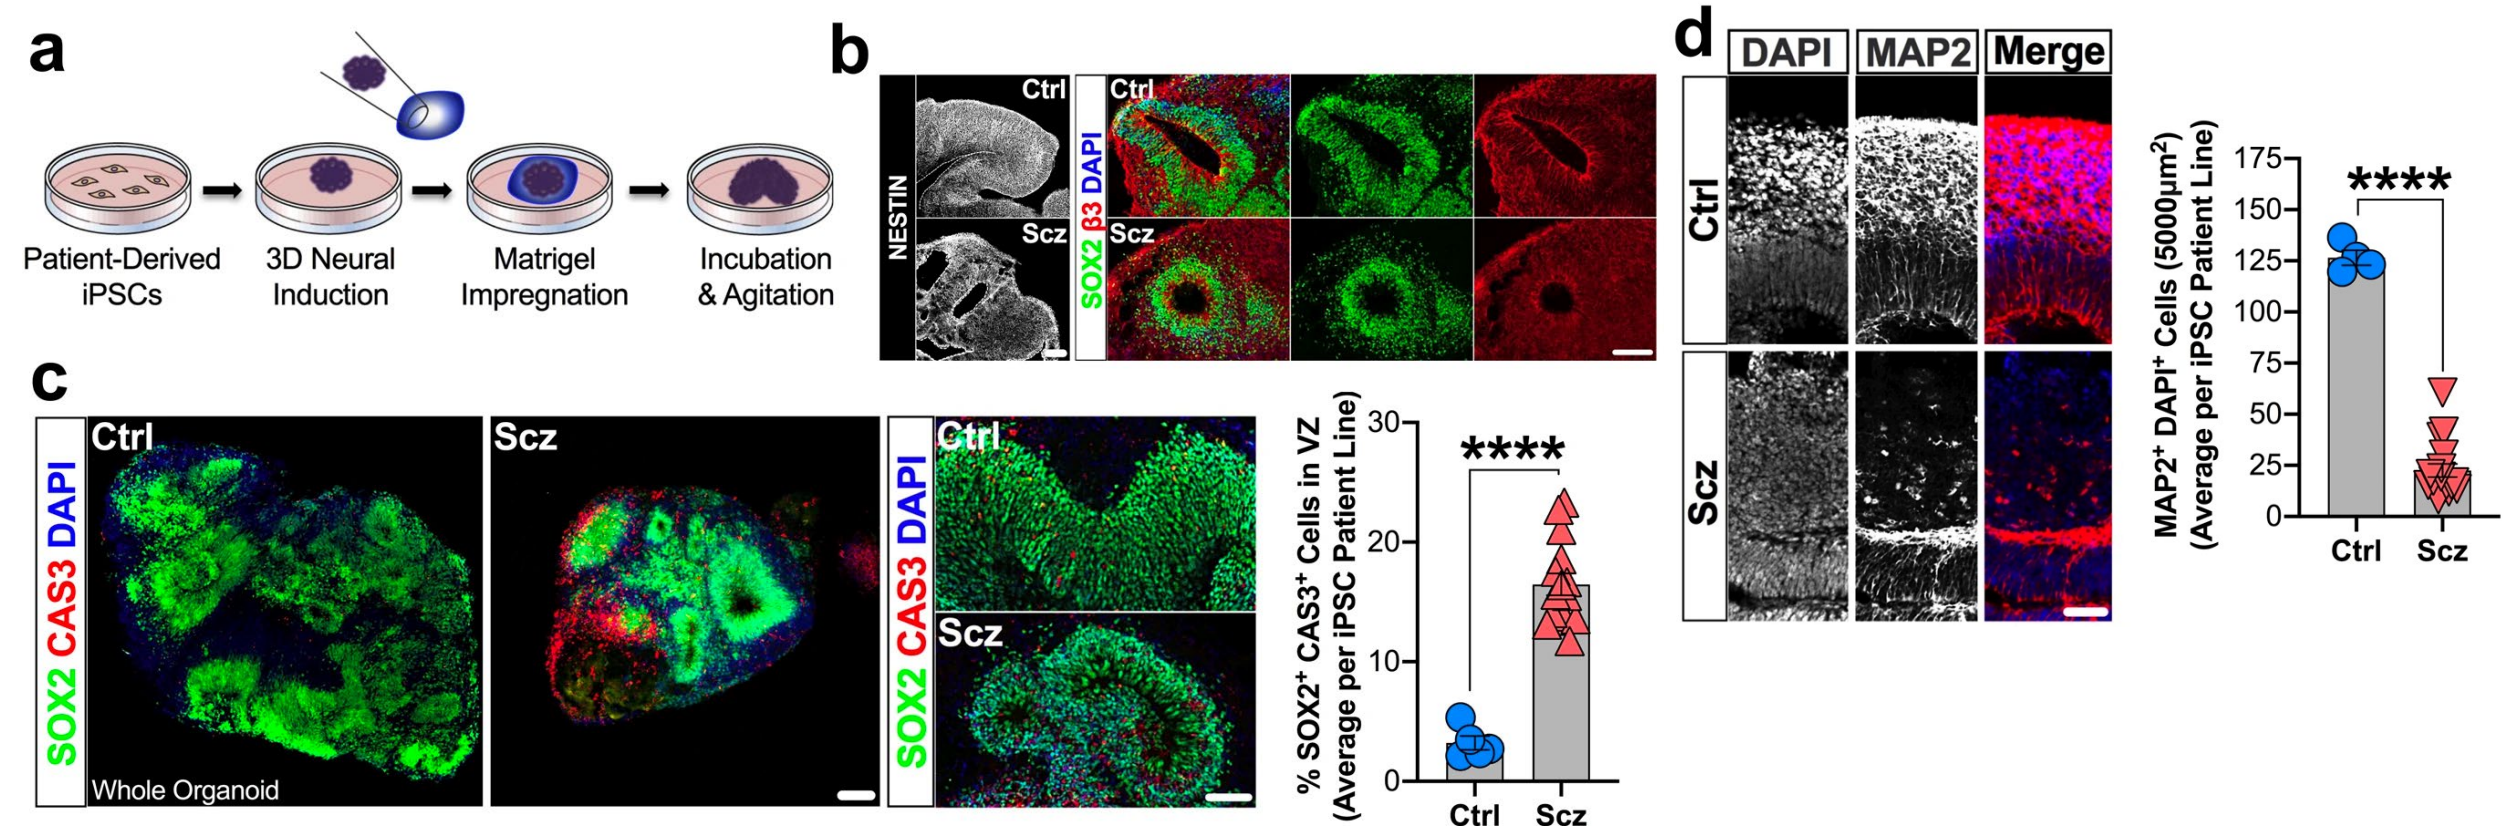 a
Patient-Derived
iPSCs
3D Neural
Induction
Matrigel
Impregnation
Incubation
& Agitation
b
NESTIN
Ctrl
Scz
SOX2 β3 DAPI
Ctrl
Scz
c
SOX2 CAS3 DAPI
Ctrl
Whole Organoid
Scz
SOX2 CAS3 DAPI
Ctrl
Scz
% SOX2⁺ CAS3⁺ Cells in VZ
(Average per iPSC Patient Line)
30
20
10
0
****
Ctrl
Scz
d
DAPI
MAP2
Merge
Ctrl
Scz
MAP2⁺ DAPI⁺ Cells (5000µm²)
(Average per iPSC Patient Line)
175
150
125
100
75
50
25
0
****
Ctrl
Scz